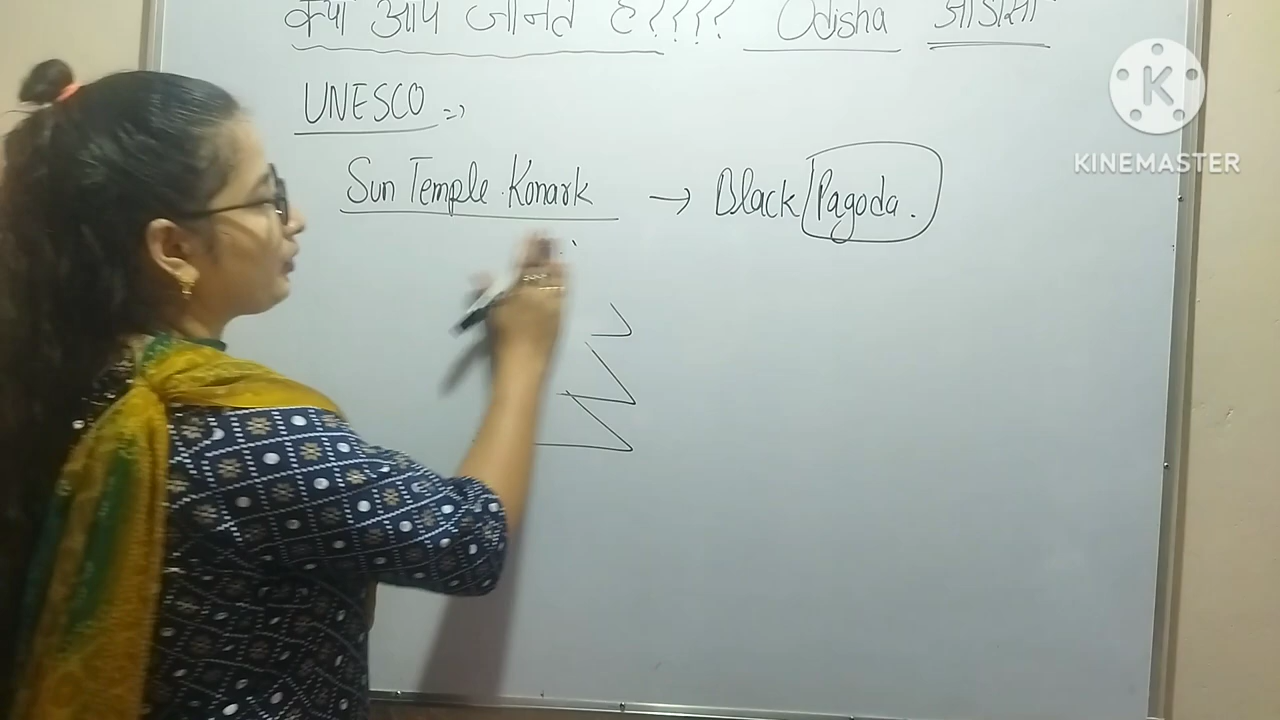 क्या आप जानते है???? Odisha ओडिसा
UNESCO =>
Sun Temple Konark → Black Pagoda.
KINEMASTER